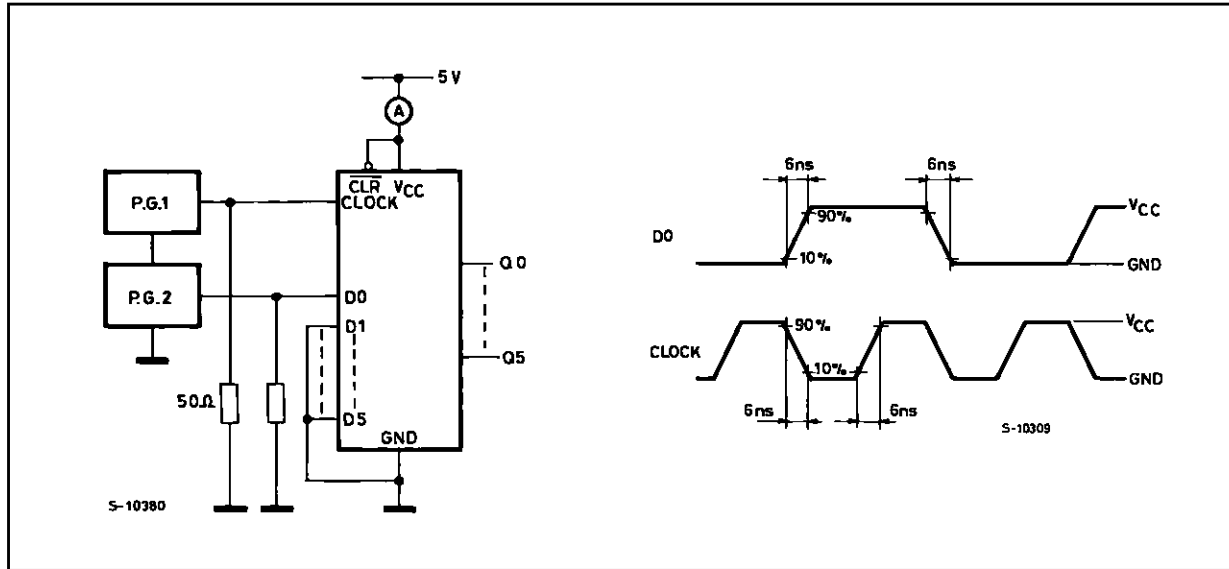 5 V
A
P.G.1
CLR VCC
CLOCK
P.G.2
Q0
D0
D1
Q5
50Ω
D5
GND
S-10380
6ns 6ns
90%
VCC
D0
10%
GND
90%
VCC
CLOCK
10%
GND
6ns 6ns
S-10309